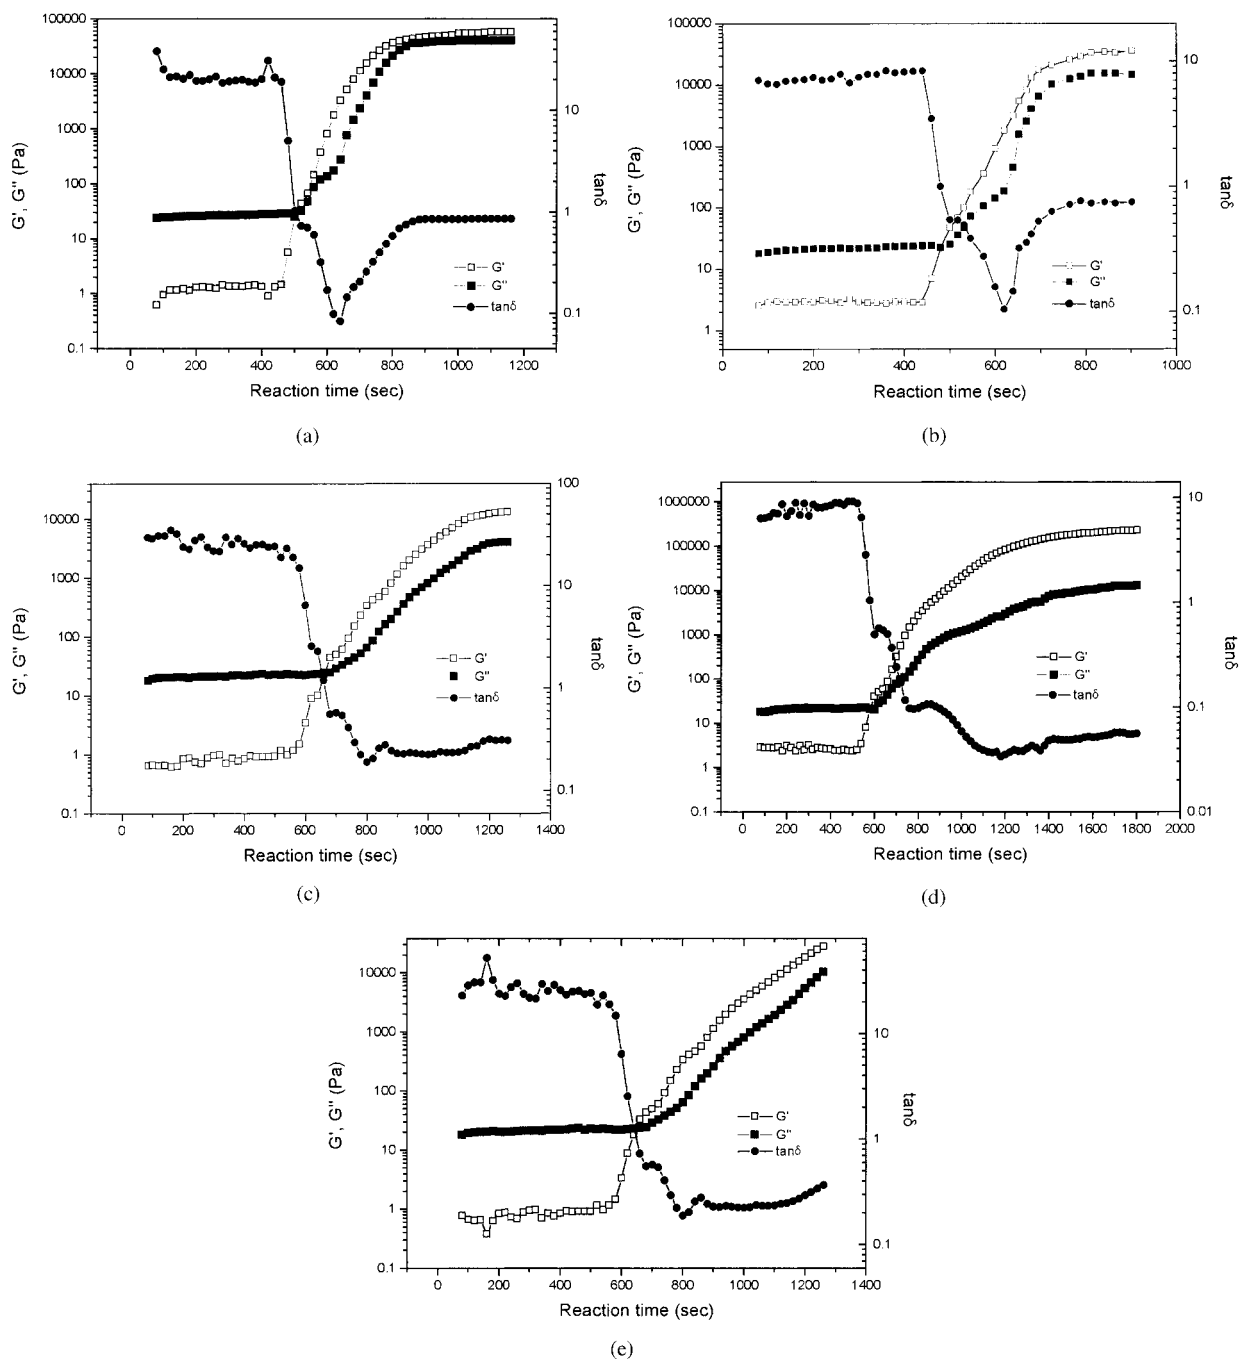 100000
10000
1000
100
10
1
0.1
G', G'' (Pa)
10
1
0.1
tanδ
G'
G''
tanδ
0 200 400 600 800 1000 1200
Reaction time (sec)
(a)
100000
10000
1000
100
10
1
G', G'' (Pa)
10
1
0.1
tanδ
G'
G''
tanδ
0 200 400 600 800 1000
Reaction time (sec)
(b)
10000
1000
100
10
1
0.1
G', G'' (Pa)
100
10
1
0.1
tanδ
G'
G''
tanδ
0 200 400 600 800 1000 1200 1400
Reaction time (sec)
(c)
1000000
100000
10000
1000
100
10
1
0.1
G', G'' (Pa)
10
1
0.1
0.01
tanδ
G'
G''
tanδ
0 200 400 600 800 1000 1200 1400 1600 1800 2000
Reaction time (sec)
(d)
10000
1000
100
10
1
0.1
G', G'' (Pa)
10
1
0.1
tanδ
G'
G''
tanδ
0 200 400 600 800 1000 1200 1400
Reaction time (sec)
(e)